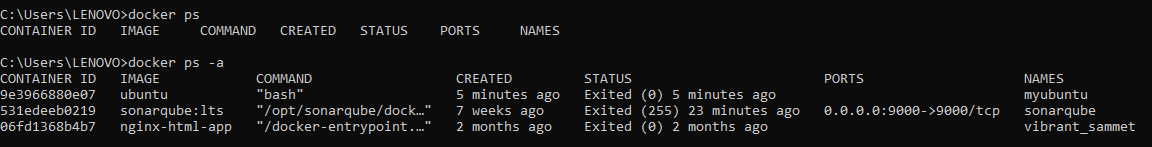 C:\Users\LENOVO>docker ps
CONTAINER ID   IMAGE     COMMAND   CREATED   STATUS    PORTS     NAMES
C:\Users\LENOVO>docker ps -a
CONTAINER ID   IMAGE            COMMAND                  CREATED         STATUS                        PORTS                    NAMES
9e3966880e07   ubuntu           "bash"                   5 minutes ago   Exited (0) 5 minutes ago                               myubuntu
531edeeb0219   sonarqube:lts    "/opt/sonarqube/dock…"   7 weeks ago     Exited (255) 23 minutes ago   0.0.0.0:9000->9000/tcp   sonarqube
06fd1368b4b7   nginx-html-app   "/docker-entrypoint.…"   2 months ago    Exited (0) 2 months ago                                vibrant_sammet